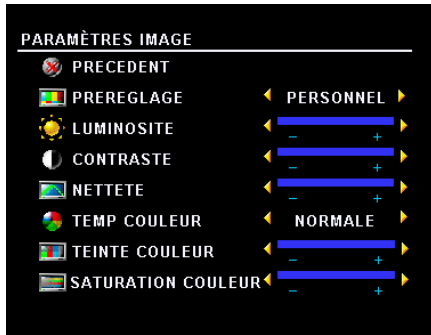 PARAMÈTRES IMAGE
PRECEDENT
PREREGLAGE PERSONNEL
LUMINOSITE - +
CONTRASTE - +
NETTETE - +
TEMP COULEUR NORMALE
TEINTE COULEUR - +
SATURATION COULEUR - +